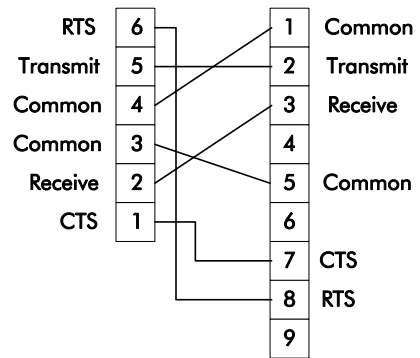 RTS 6 1 Common
Transmit 5 2 Transmit
Common 4 3 Receive
Common 3 4
Receive 2 5 Common
CTS 1 6
7 CTS
8 RTS
9